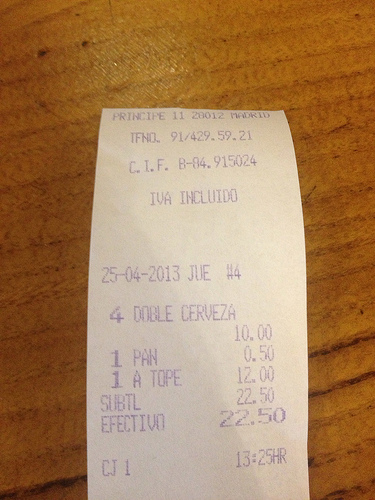 PRINCIPE 11 28012 MADRID
TFNO. 91/429.59.21
C.I.F. B-84.915024
IVA INCLUIDO
25-04-2013 JUE #4
4 DOBLE CERVEZA
10.00
1 PAN 0.50
1 A TOPE 12.00
SUBTL 22.50
EFECTIVO 22.50
CJ 1 13:25HR